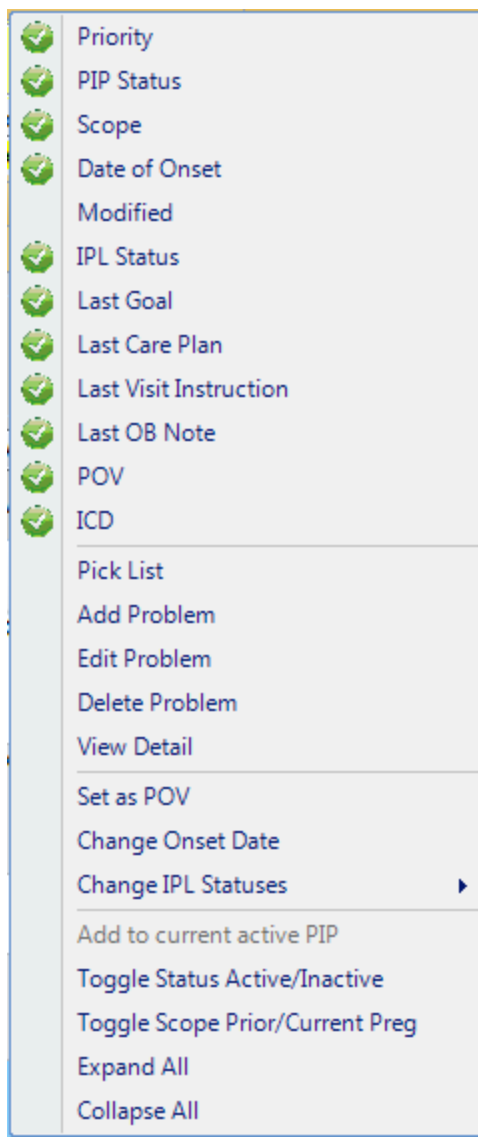 Priority
PIP Status
Scope
Date of Onset
Modified
IPL Status
Last Goal
Last Care Plan
Last Visit Instruction
Last OB Note
POV
ICD
Pick List
Add Problem
Edit Problem
Delete Problem
View Detail
Set as POV
Change Onset Date
Change IPL Statuses
Add to current active PIP
Toggle Status Active/Inactive
Toggle Scope Prior/Current Preg
Expand All
Collapse All